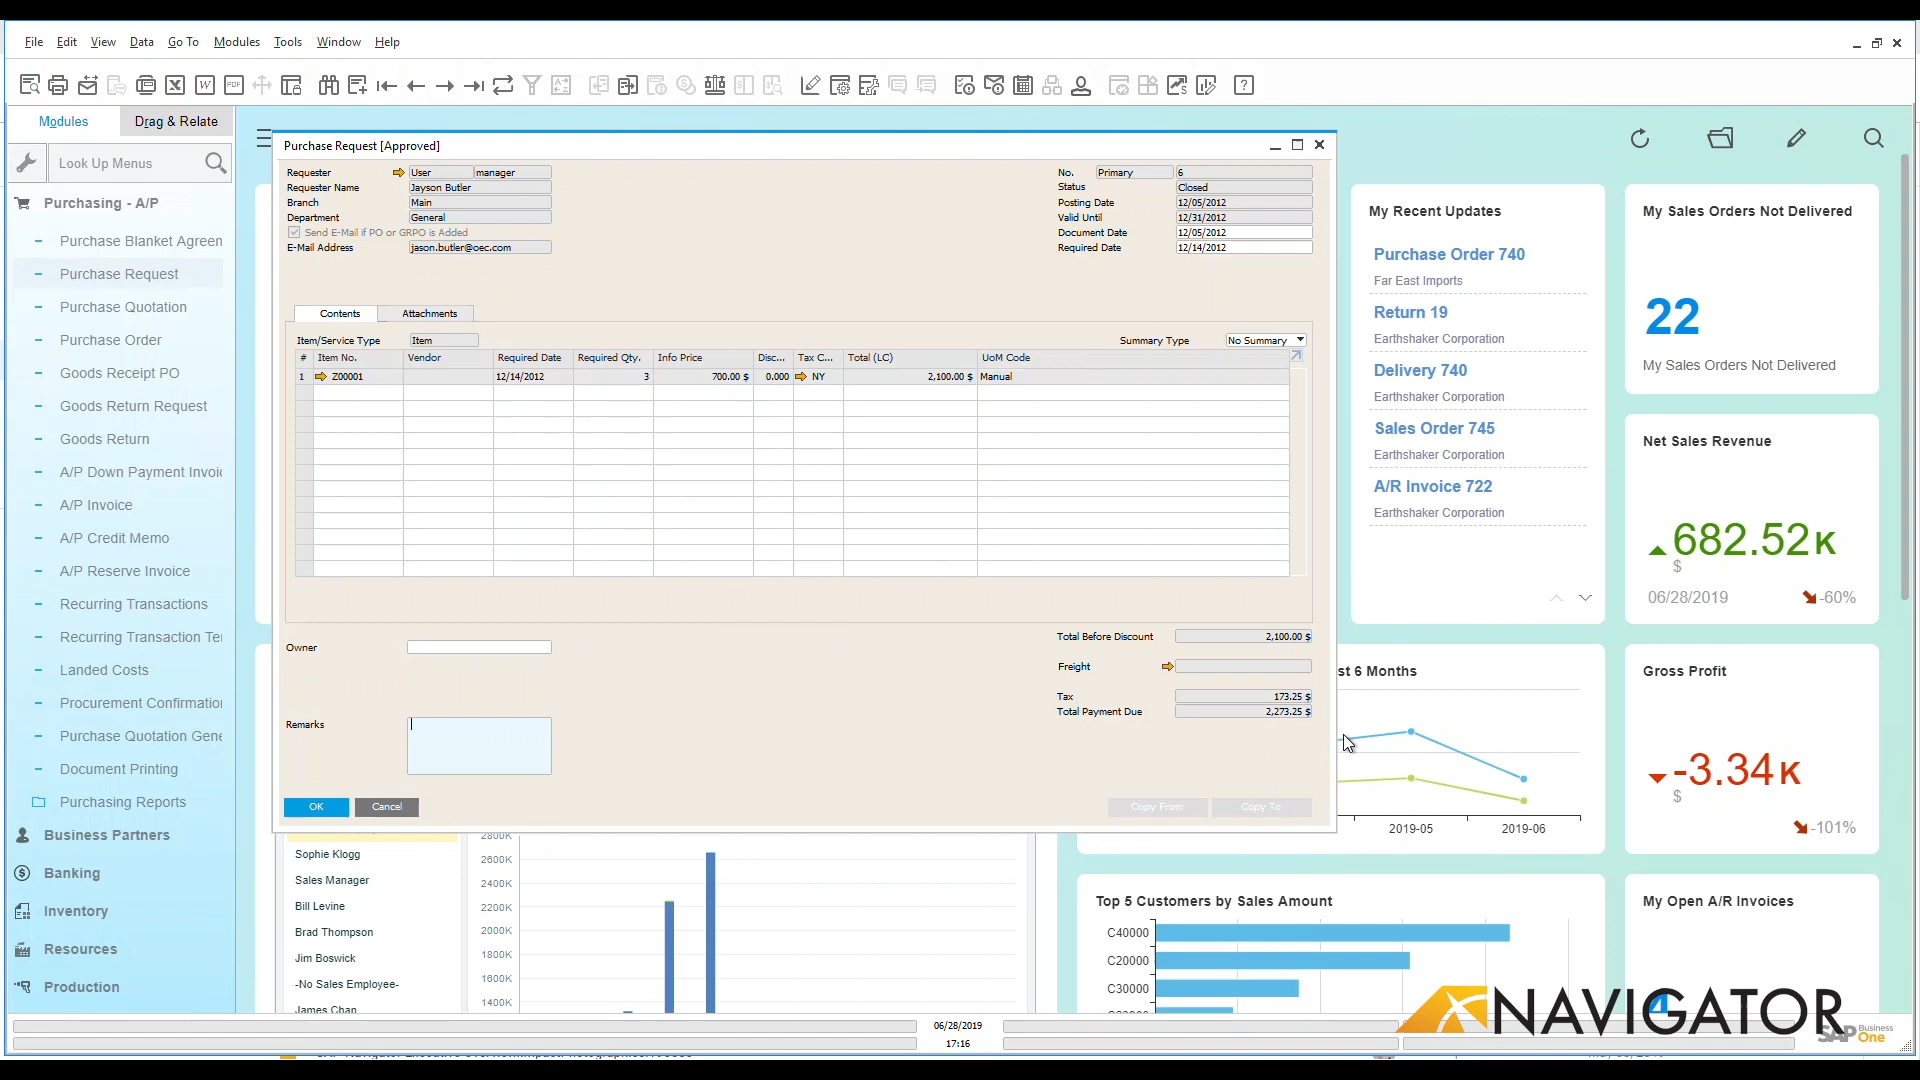 File Edit View Data Go To Modules Tools Window Help
Modules Drag & Relate
Look Up Menus
Purchasing - A/P
Purchase Blanket Agreen
Purchase Request
Purchase Quotation
Purchase Order
Goods Receipt PO
Goods Return Request
Goods Return
A/P Down Payment Invoic
A/P Invoice
A/P Credit Memo
A/P Reserve Invoice
Recurring Transactions
Recurring Transaction Te
Landed Costs
Procurement Confirmation
Purchase Quotation Gene
Document Printing
Purchasing Reports
Business Partners
Banking
Inventory
Resources
Production
Purchase Request [Approved]
Requester User manager
Requester Name Jayson Butler
Branch Main
Department General
Send E-Mail if PO or GRPO is Added
E-Mail Address jason.butler@oec.com
No. Primary 6
Status Closed
Posting Date 12/05/2012
Valid Until 12/31/2012
Document Date 12/05/2012
Required Date 12/14/2012
Contents Attachments
Item/Service Type Item Summary Type No Summary
# Item No. Vendor Required Date Required Qty. Info Price Disc... Tax C... Total (LC) UoM Code
1 Z00001 12/14/2012 3 700.00 $ 0.000 NY 2,100.00 $ Manual
Owner
Remarks
Total Before Discount 2,100.00 $
Freight
Tax 173.25 $
Total Payment Due 2,273.25 $
OK Cancel Copy From Copy To
My Recent Updates
Purchase Order 740
Far East Imports
Return 19
Earthshaker Corporation
Delivery 740
Earthshaker Corporation
Sales Order 745
Earthshaker Corporation
A/R Invoice 722
Earthshaker Corporation
My Sales Orders Not Delivered
22
My Sales Orders Not Delivered
Net Sales Revenue
682.52K
$
06/28/2019 -60%
st 6 Months
2019-05 2019-06
Gross Profit
-3.34K
$
-101%
Sophie Klogg
Sales Manager
Bill Levine
Brad Thompson
Jim Boswick
-No Sales Employee-
James Chan
2800K
2600K
2400K
2200K
2000K
1800K
1600K
1400K
Top 5 Customers by Sales Amount
C40000
C20000
C30000
My Open A/R Invoices
4
NAVIGATOR
SAP Business One
06/28/2019
17:16